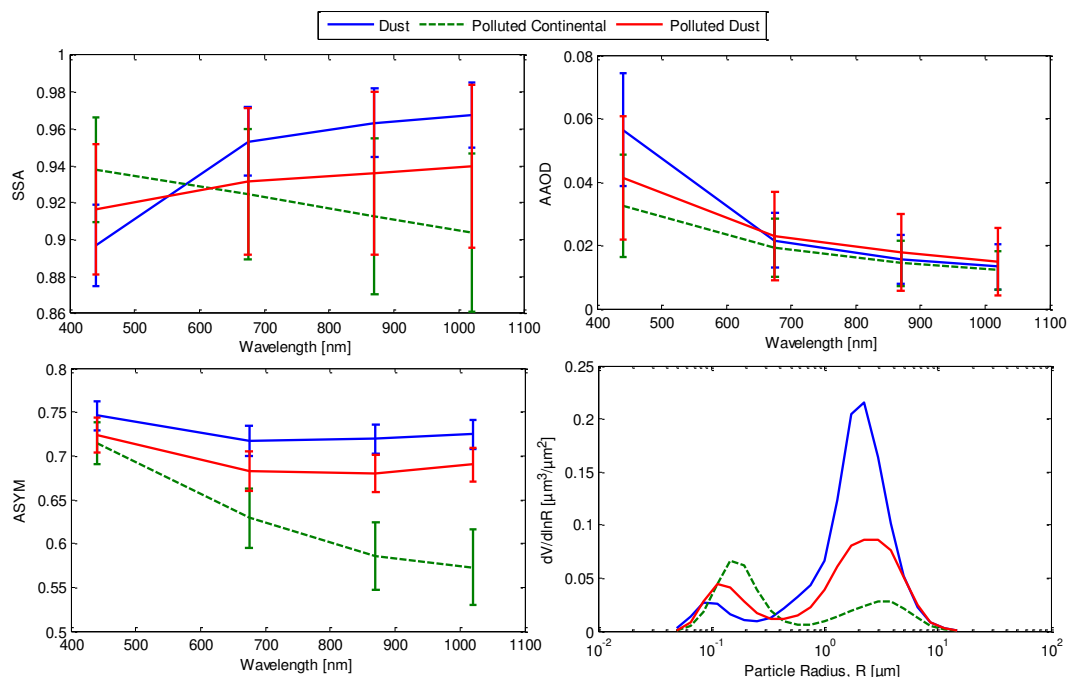 Dust Polluted Continental Polluted Dust
1
0.98
0.96
0.94
0.92
0.9
0.88
0.86
SSA
400 500 600 700 800 900 1000 1100
Wavelength [nm]
0.08
0.06
0.04
0.02
0
AAOD
400 500 600 700 800 900 1000 1100
Wavelength [nm]
0.8
0.75
0.7
0.65
0.6
0.55
0.5
ASYM
400 500 600 700 800 900 1000 1100
Wavelength [nm]
0.25
0.2
0.15
0.1
0.05
0
dV/dlnR [µm³/µm²]
10⁻² 10⁻¹ 10⁰ 10¹ 10²
Particle Radius, R [µm]